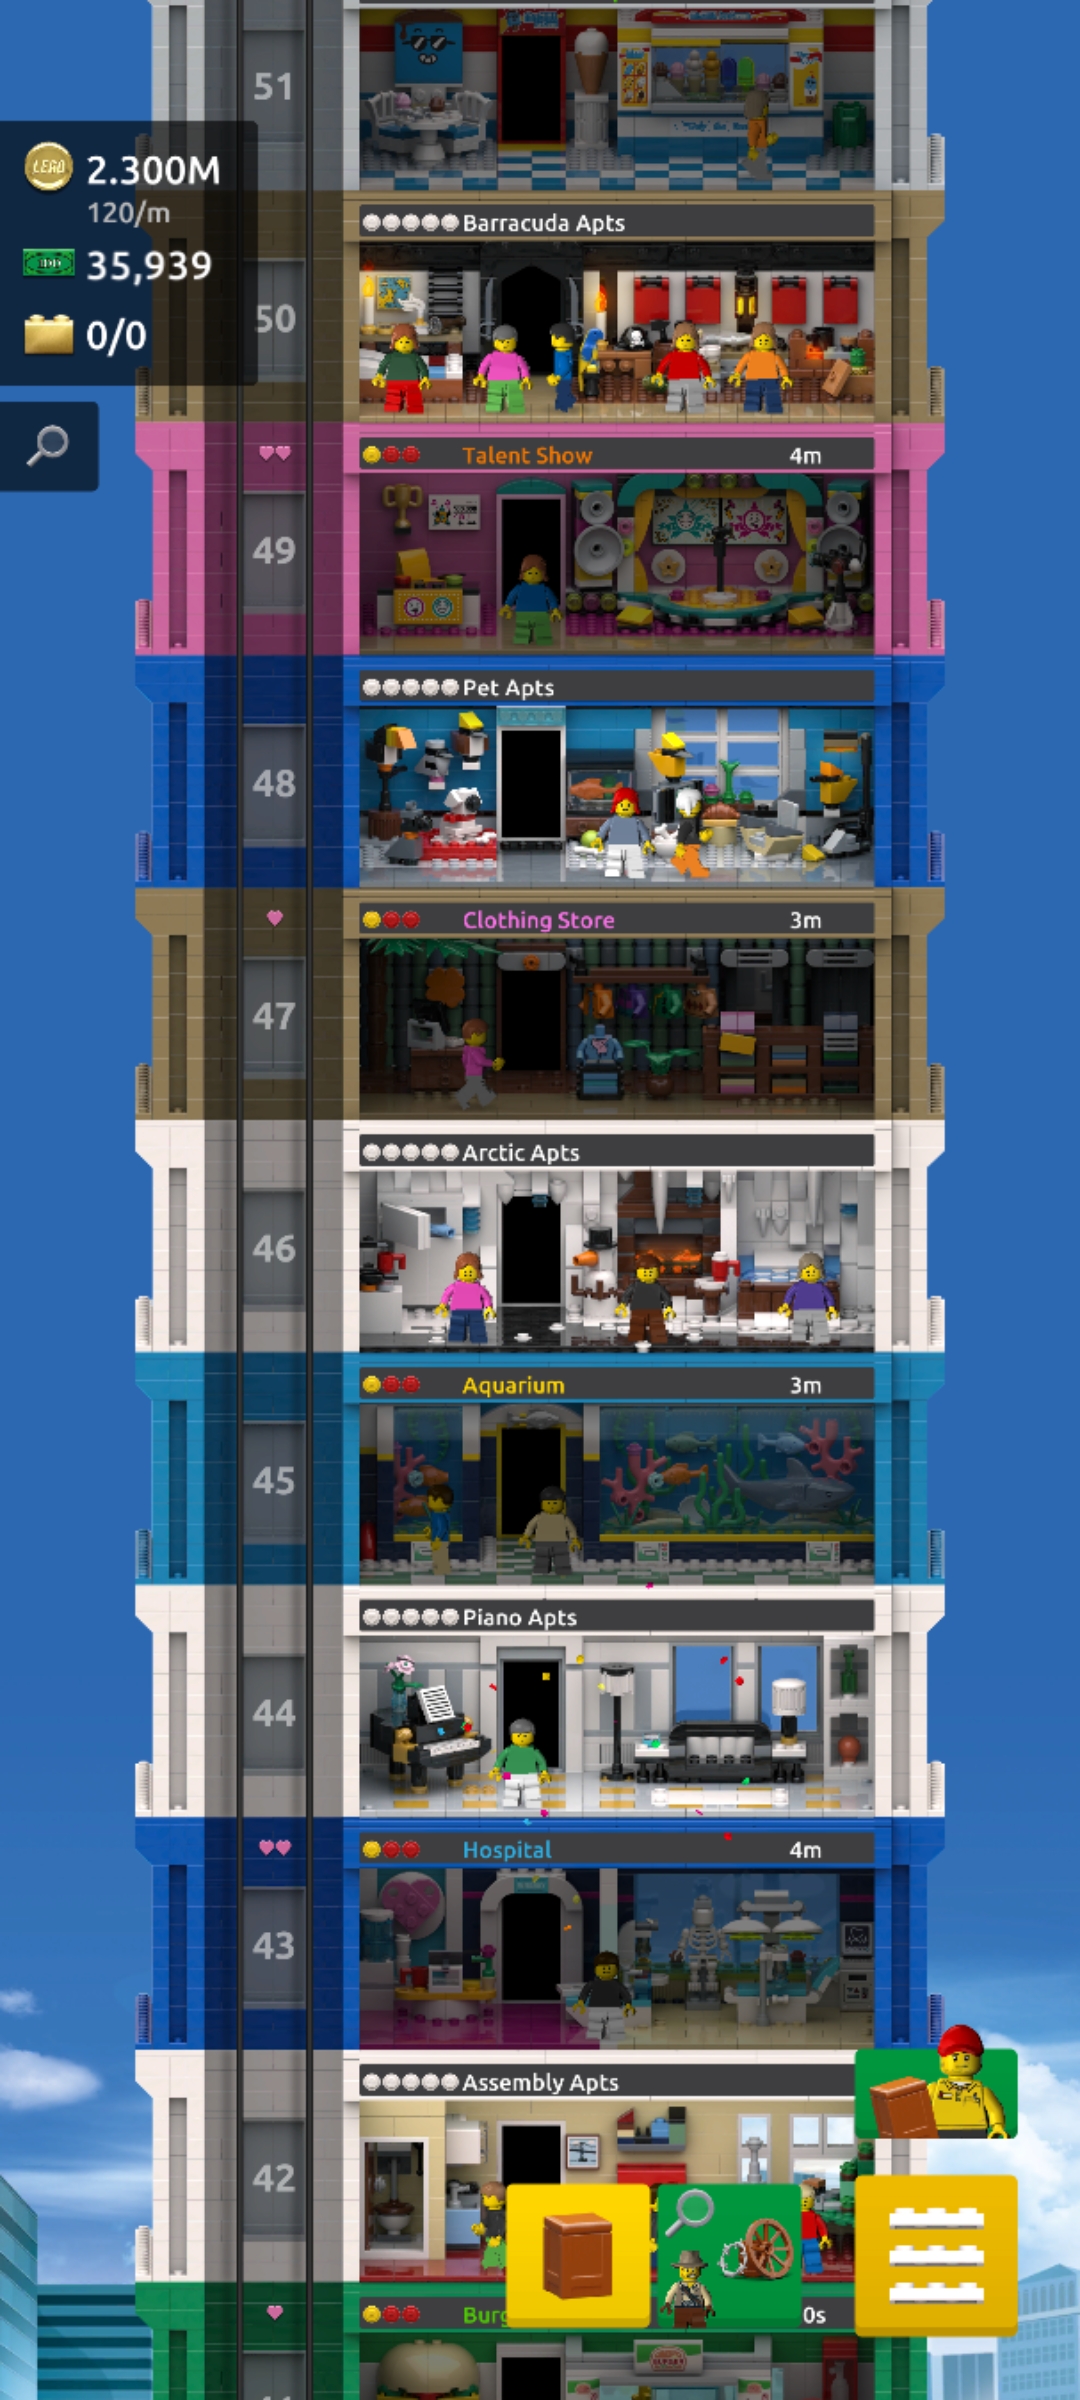 51
LEGO
2.300M
120/m
35,939
0/0
Barracuda Apts
50
Talent Show 4m
49
Pet Apts
48
Clothing Store 3m
47
Arctic Apts
46
Aquarium 3m
45
Piano Apts
44
Hospital 4m
43
Assembly Apts
42
0s